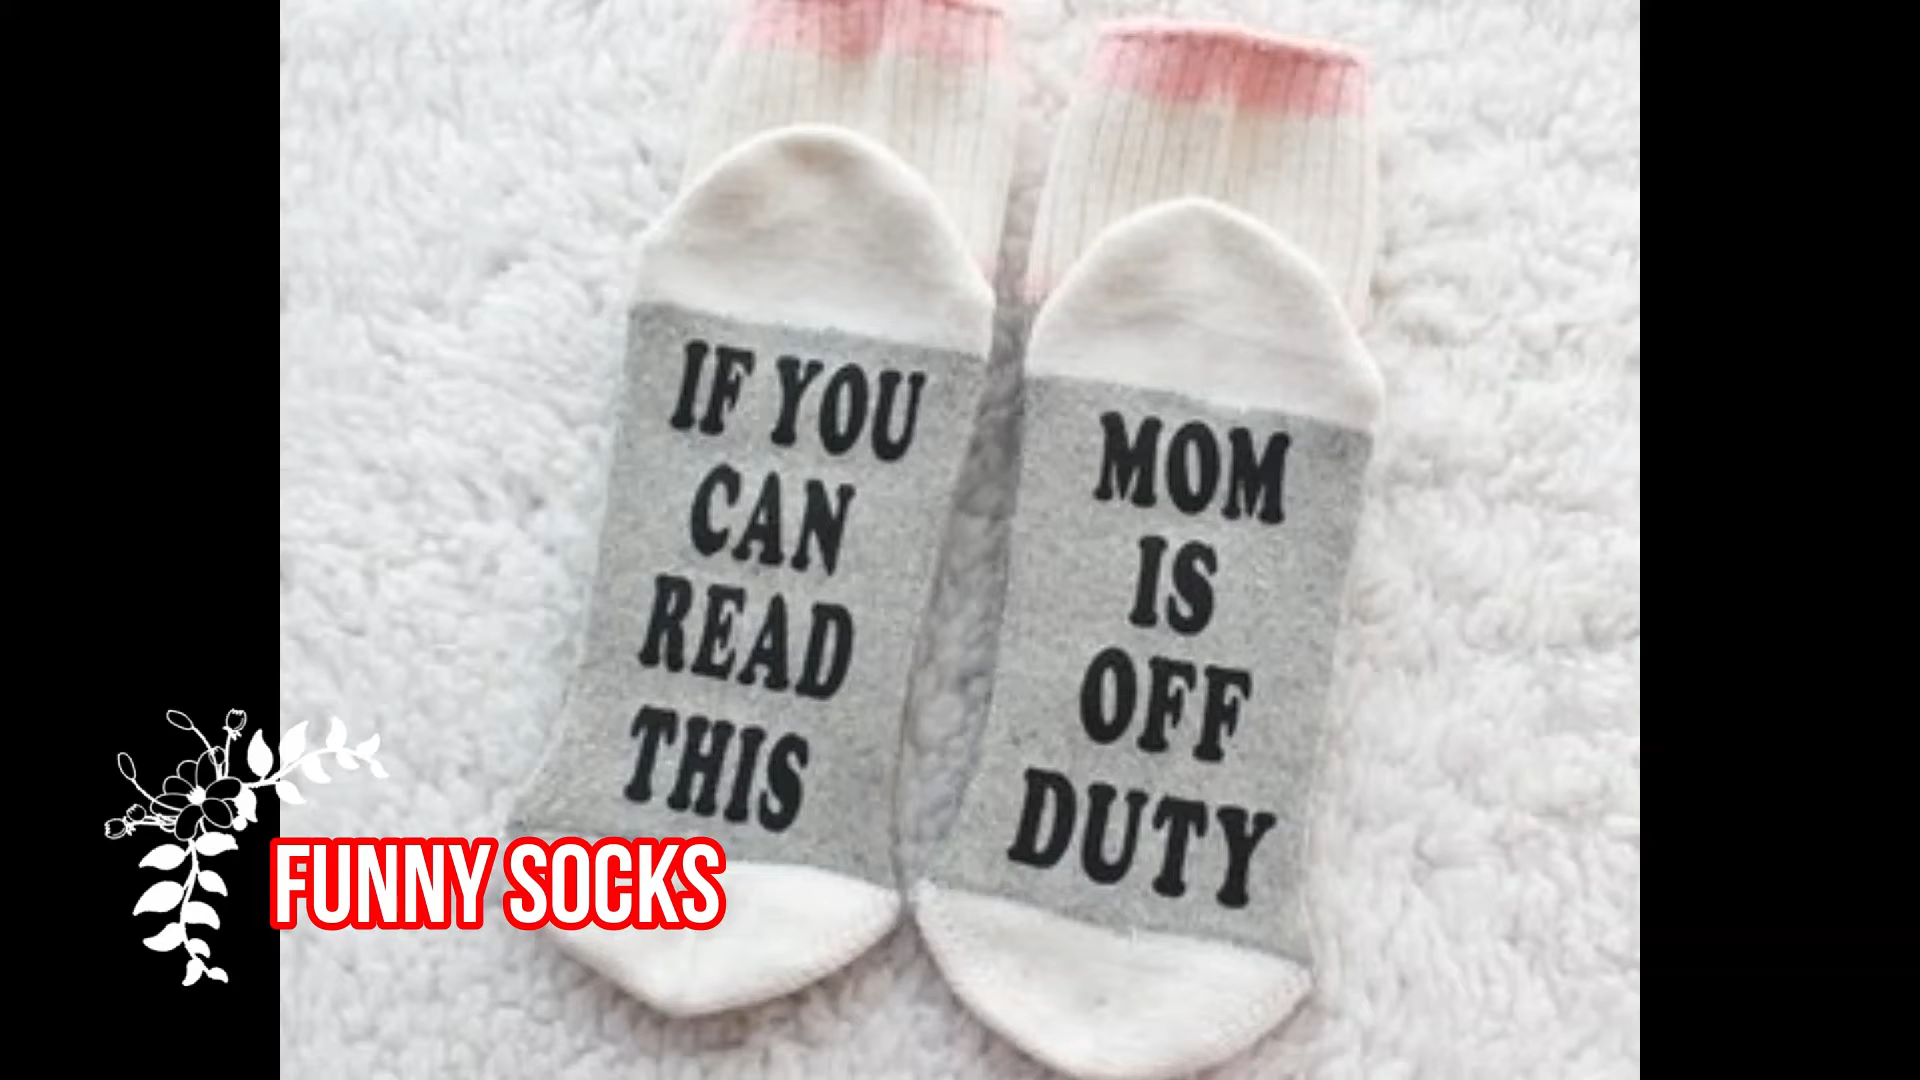 IF YOU
CAN
READ
THIS
MOM
IS
OFF
DUTY
FUNNY SOCKS